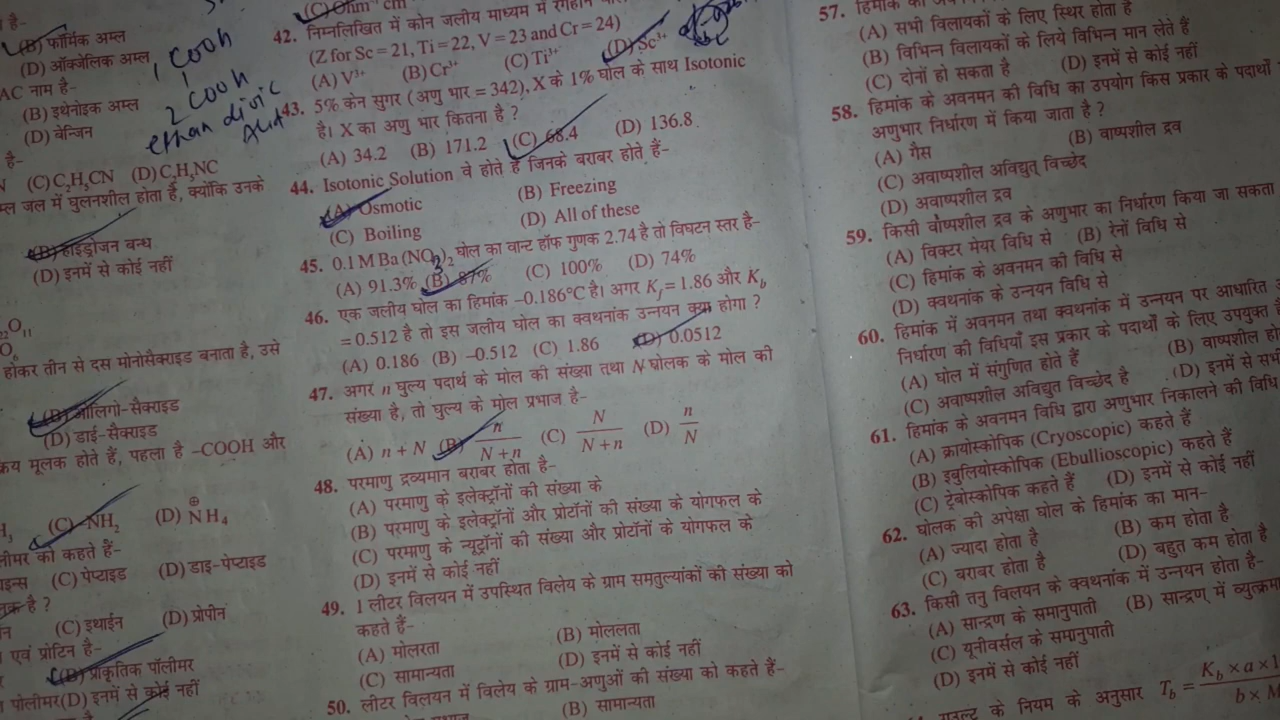 है-
(B) फॉर्मिक अम्ल
(D) ऑक्जेलिक अम्ल
AC नाम है-
(B) इथेनोइक अम्ल
(D) बेन्जिन
है-
(C) C₂H₅CN (D) C₂H₅NC
म्ल जल में घुलनशील होता है, क्योंकि उनके
(B) हाइड्रोजन बन्ध
(D) इनमें से कोई नहीं
होकर तीन से दस मोनोसैक्राइड बनाता है, उसे
(B) ओलिगो-सैक्राइड
(D) डाई-सैक्राइड
क्रय मूलक होते हैं, पहला है –COOH और
(C) –NH₂ (D) N⊕H₄
लीमर को कहते हैं-
(C) पेप्टाइड (D) डाइ-पेप्टाइड
है ?
(C) इथाईन (D) प्रोपीन
एवं प्रोटिन है-
(B) प्राकृतिक पॉलीमर
पोलीमर (D) इनमें से कोई नहीं
1 COOH
2 COOH
ethan dioic
Acid
(C) Ohm⁻¹ cm
42. निम्नलिखित में कौन जलीय माध्यम में रंगहीन
(Z for Sc = 21, Ti = 22, V = 23 and Cr = 24)
(A) V³⁺ (B) Cr³⁺ (C) Ti³⁺ (D) Sc³⁺
43. 5% केन सुगर (अणु भार = 342), X के 1% घोल के साथ Isotonic
है। X का अणु भार कितना है ?
(A) 34.2 (B) 171.2 (C) 68.4 (D) 136.8
44. Isotonic Solution वे होते हैं जिनके बराबर होते हैं-
(A) Osmotic (B) Freezing
(C) Boiling (D) All of these
45. 0.1 M Ba (NO₃)₂ घोल का वान्ट हॉफ गुणक 2.74 है तो विघटन स्तर है-
(A) 91.3% (B) 87% (C) 100% (D) 74%
46. एक जलीय घोल का हिमांक –0.186°C है। अगर K_f = 1.86 और K_b
= 0.512 है तो इस जलीय घोल का क्वथनांक उन्नयन क्या होगा ?
(A) 0.186 (B) –0.512 (C) 1.86 (D) 0.0512
47. अगर n घुल्य पदार्थ के मोल की संख्या तथा N घोलक के मोल की
संख्या है, तो घुल्य के मोल प्रभाज है-
(A) n + N (B) n/(N + n) (C) N/(N + n) (D) n/N
48. परमाणु द्रव्यमान बराबर होता है-
(A) परमाणु के इलेक्ट्रॉनों की संख्या के
(B) परमाणु के इलेक्ट्रॉनों और प्रोटॉनों की संख्या के योगफल के
(C) परमाणु के न्यूट्रॉनों की संख्या और प्रोटॉनों के योगफल के
(D) इनमें से कोई नहीं
49. 1 लीटर विलयन में उपस्थित विलेय के ग्राम समतुल्यांकों की संख्या को
कहते हैं-
(A) मोलरता (B) मोललता
(C) सामान्यता (D) इनमें से कोई नहीं
50. लीटर विलयन में विलेय के ग्राम-अणुओं की संख्या को कहते हैं-
(B) सामान्यता
57. हिमांक का
(A) सभी विलायकों के लिए स्थिर होता है
(B) विभिन्न विलायकों के लिये विभिन्न मान लेते हैं
(C) दोनों हो सकता है (D) इनमें से कोई नहीं
58. हिमांक के अवनमन की विधि का उपयोग किस प्रकार के पदार्थों
अणुभार निर्धारण में किया जाता है ?
(A) गैस (B) वाष्पशील द्रव
(C) अवाष्पशील अविद्युत् विच्छेद
(D) अवाष्पशील द्रव
59. किसी वाष्पशील द्रव के अणुभार का निर्धारण किया जा सकता
(A) विक्टर मेयर विधि से (B) रेनों विधि से
(C) हिमांक के अवनमन की विधि से
(D) क्वथनांक के उन्नयन विधि से
60. हिमांक में अवनमन तथा क्वथनांक में उन्नयन पर आधारित
निर्धारण की विधियाँ इस प्रकार के पदार्थों के लिए उपयुक्त
(A) घोल में संगुणित होते हैं (B) वाष्पशील हो
(C) अवाष्पशील अविद्युत विच्छेद है (D) इनमें से सभी
61. हिमांक के अवनमन विधि द्वारा अणुभार निकालने की विधि
(A) क्रायोस्कोपिक (Cryoscopic) कहते हैं
(B) इबुलियोस्कोपिक (Ebullioscopic) कहते हैं
(C) ट्रेबोस्कोपिक कहते हैं (D) इनमें से कोई नहीं
62. घोलक की अपेक्षा घोल के हिमांक का मान-
(A) ज्यादा होता है (B) कम होता है
(C) बराबर होता है (D) बहुत कम होता है
63. किसी तनु विलयन के क्वथनांक में उन्नयन होता है-
(A) सान्द्रण के समानुपाती (B) सान्द्रण् में व्युत्क्रम
(C) यूनीवर्सल के समानुपाती
(D) इनमें से कोई नहीं
के नियम के अनुसार T_b = K_b × a × 1 / b × M